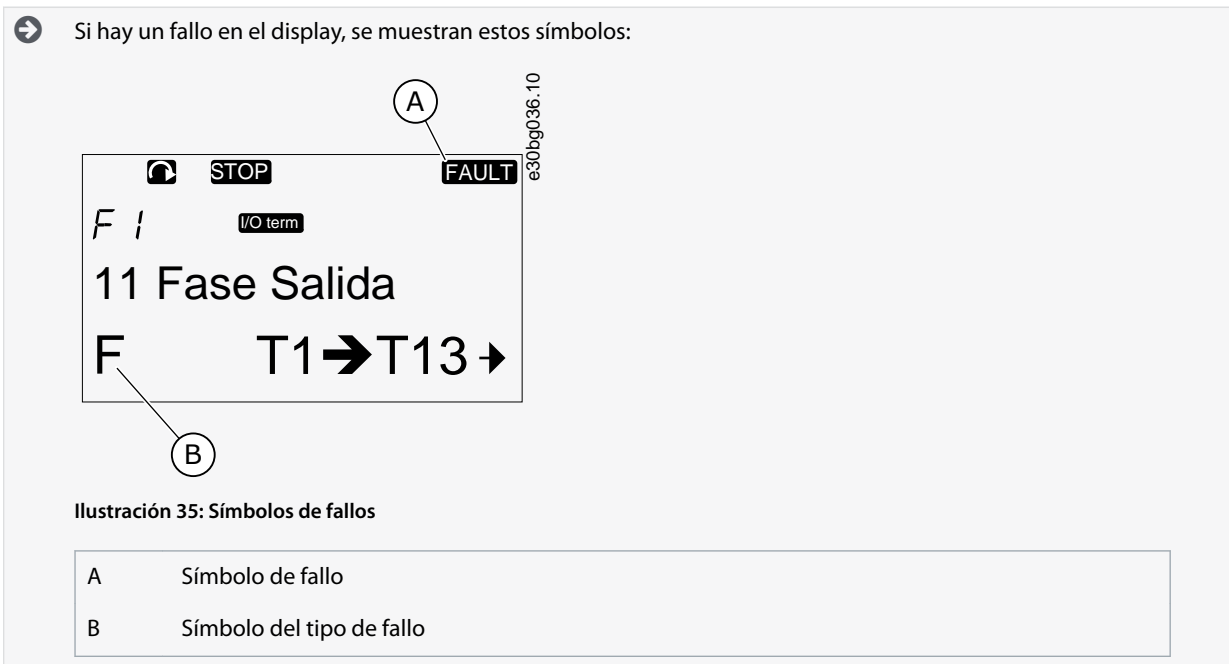 Si hay un fallo en el display, se muestran estos símbolos:
A
e30bg036.10
STOP FAULT
F 1 I/O term
11 Fase Salida
F T1➔T13
B
Ilustración 35: Símbolos de fallos
A Símbolo de fallo
B Símbolo del tipo de fallo